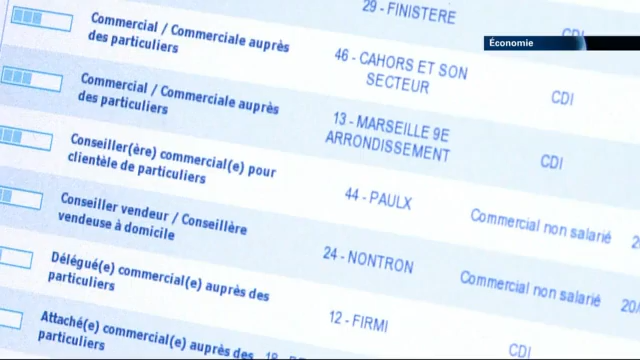 29 - FINISTERE
CDI
Économie
Commercial / Commerciale auprès
des particuliers
46 - CAHORS ET SON
SECTEUR
CDI
Commercial / Commerciale auprès
des particuliers
13 - MARSEILLE 9E
ARRONDISSEMENT
CDI
Conseiller(ère) commercial(e) pour
clientèle de particuliers
44 - PAULX
Commercial non salarié
Conseiller vendeur / Conseillère
vendeuse à domicile
24 - NONTRON
Commercial non salarié
20/
Délégué(e) commercial(e) auprès des
particuliers
12 - FIRMI
CDI
Attaché(e) commercial(e) auprès des
particuliers